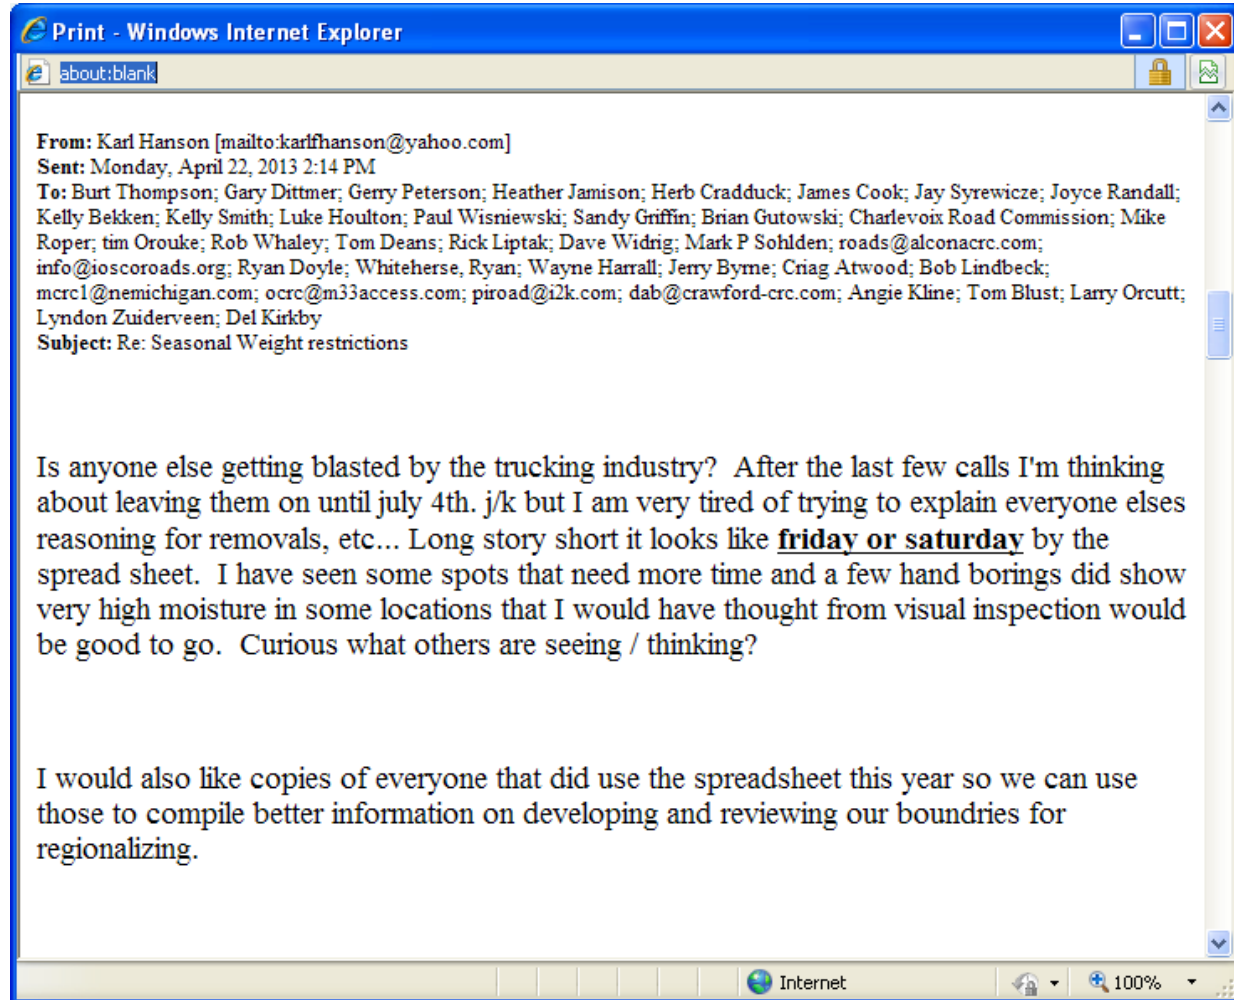 Print - Windows Internet Explorer
about:blank
From: Karl Hanson [mailto:karlfhanson@yahoo.com]
Sent: Monday, April 22, 2013 2:14 PM
To: Burt Thompson; Gary Dittmer; Gerry Peterson; Heather Jamison; Herb Cradduck; James Cook; Jay Syrewicze; Joyce Randall;
Kelly Bekken; Kelly Smith; Luke Houlton; Paul Wisniewski; Sandy Griffin; Brian Gutowski; Charlevoix Road Commission; Mike
Roper; tim Orouke; Rob Whaley; Tom Deans; Rick Liptak; Dave Widrig; Mark P Sohlden; roads@alconacrc.com;
info@ioscoroads.org; Ryan Doyle; Whiteherse, Ryan; Wayne Harrall; Jerry Byrne; Criag Atwood; Bob Lindbeck;
mcrc1@nemichigan.com; ocrc@m33access.com; piroad@i2k.com; dab@crawford-crc.com; Angie Kline; Tom Blust; Larry Orcutt;
Lyndon Zuiderveen; Del Kirkby
Subject: Re: Seasonal Weight restrictions
Is anyone else getting blasted by the trucking industry?  After the last few calls I'm thinking
about leaving them on until july 4th. j/k but I am very tired of trying to explain everyone elses
reasoning for removals, etc... Long story short it looks like friday or saturday by the
spread sheet.  I have seen some spots that need more time and a few hand borings did show
very high moisture in some locations that I would have thought from visual inspection would
be good to go.  Curious what others are seeing / thinking?
I would also like copies of everyone that did use the spreadsheet this year so we can use
those to compile better information on developing and reviewing our boundries for
regionalizing.
Internet
100%